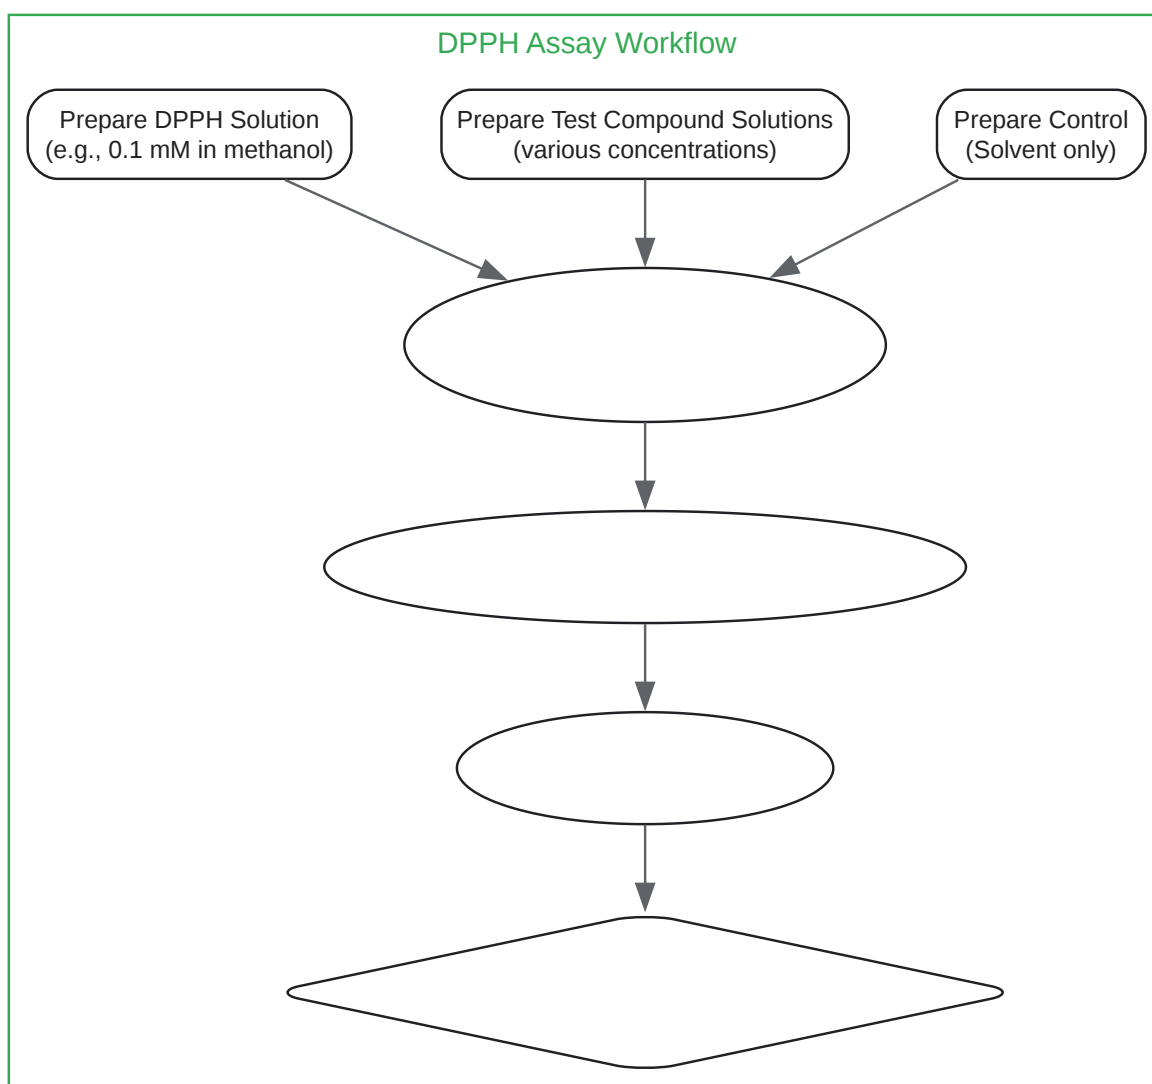 DPPH Assay Workflow
Prepare DPPH Solution
(e.g., 0.1 mM in methanol)
Prepare Test Compound Solutions
(various concentrations)
Prepare Control
(Solvent only)